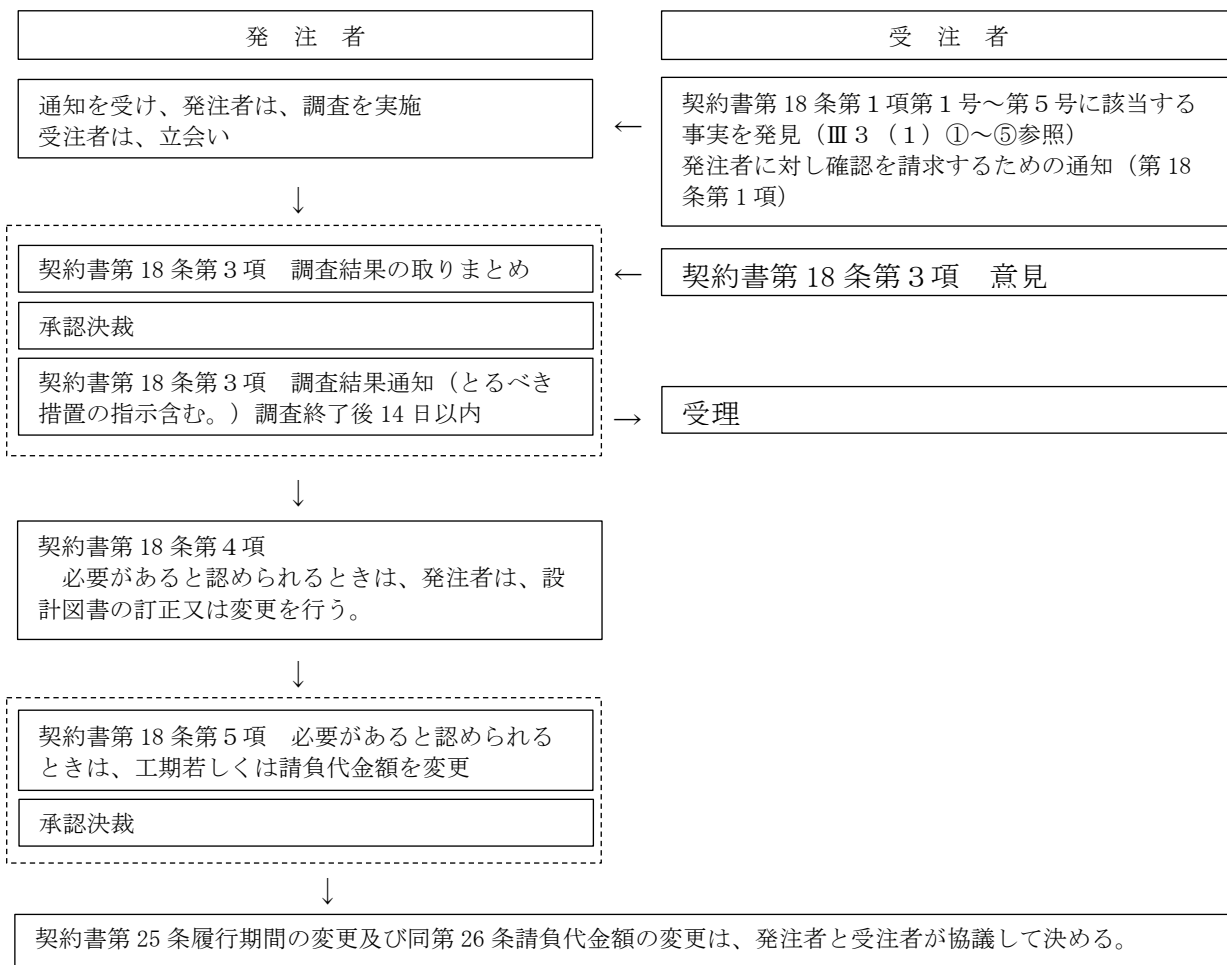 発 注 者
受 注 者
通知を受け、発注者は、調査を実施
受注者は、立会い
←
契約書第 18 条第１項第１号～第５号に該当する
事実を発見（Ⅲ３（１）①～⑤参照）
発注者に対し確認を請求するための通知（第 18
条第１項）
↓
契約書第 18 条第３項　調査結果の取りまとめ
←
契約書第 18 条第３項　意見
承認決裁
契約書第 18 条第３項　調査結果通知（とるべき
措置の指示含む。）調査終了後 14 日以内
→
受理
↓
契約書第 18 条第４項
　必要があると認められるときは、発注者は、設
計図書の訂正又は変更を行う。
↓
契約書第 18 条第５項　必要があると認められる
ときは、工期若しくは請負代金額を変更
承認決裁
↓
契約書第 25 条履行期間の変更及び同第 26 条請負代金額の変更は、発注者と受注者が協議して決める。